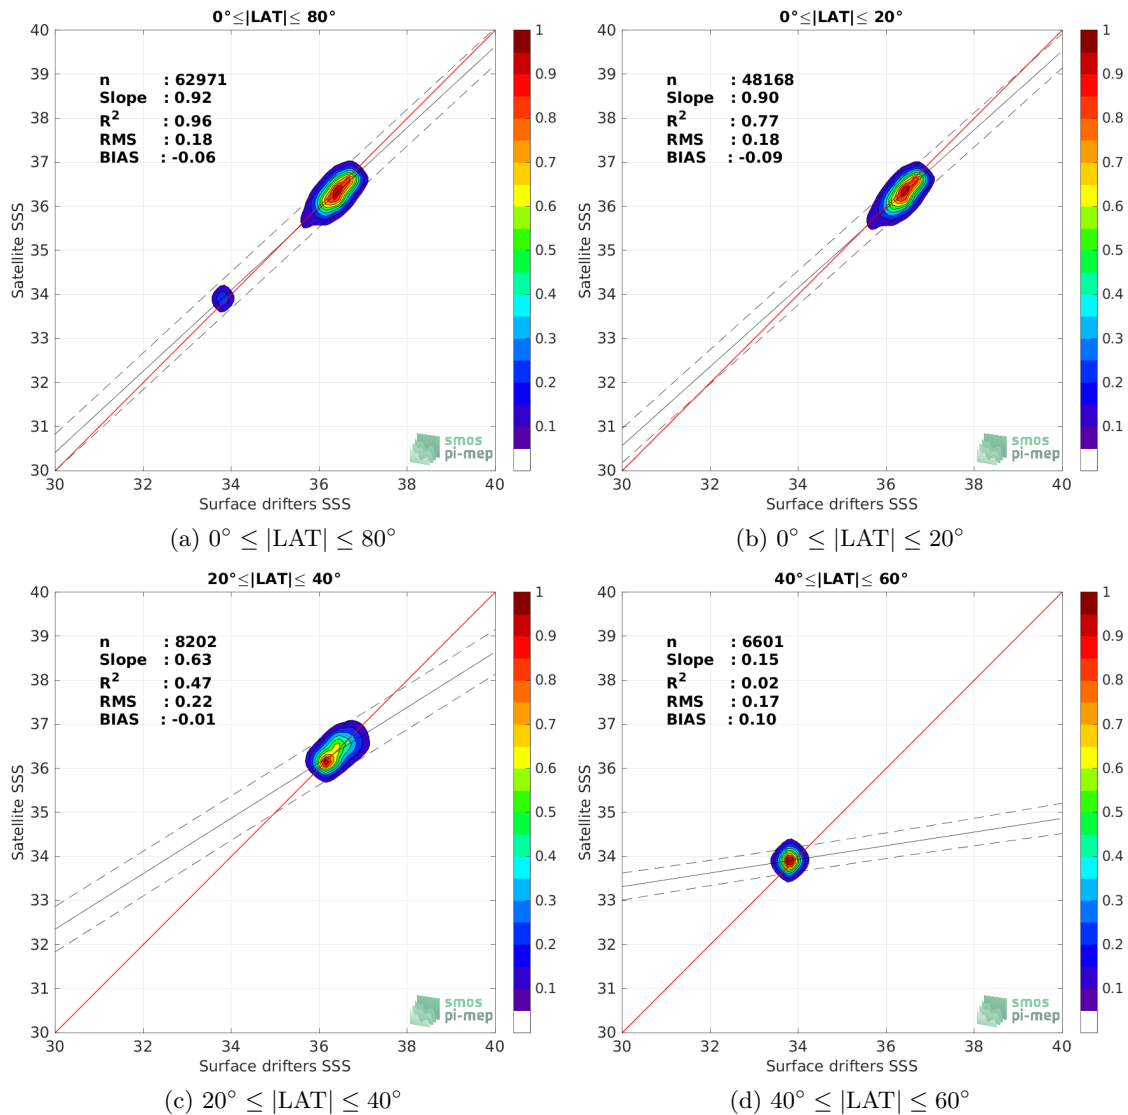 0°≤|LAT|≤ 80°
40
39
38
37
36
35
34
33
32
31
30
Satellite SSS
n : 62971
Slope : 0.92
R² : 0.96
RMS : 0.18
BIAS : -0.06
smos
pi-mep
30 32 34 36 38 40
Surface drifters SSS
1
0.9
0.8
0.7
0.6
0.5
0.4
0.3
0.2
0.1
(a) 0° ≤ |LAT| ≤ 80°
0°≤|LAT|≤ 20°
40
39
38
37
36
35
34
33
32
31
30
Satellite SSS
n : 48168
Slope : 0.90
R² : 0.77
RMS : 0.18
BIAS : -0.09
smos
pi-mep
30 32 34 36 38 40
Surface drifters SSS
1
0.9
0.8
0.7
0.6
0.5
0.4
0.3
0.2
0.1
(b) 0° ≤ |LAT| ≤ 20°
20°≤|LAT|≤ 40°
40
39
38
37
36
35
34
33
32
31
30
Satellite SSS
n : 8202
Slope : 0.63
R² : 0.47
RMS : 0.22
BIAS : -0.01
smos
pi-mep
30 32 34 36 38 40
Surface drifters SSS
1
0.9
0.8
0.7
0.6
0.5
0.4
0.3
0.2
0.1
(c) 20° ≤ |LAT| ≤ 40°
40°≤|LAT|≤ 60°
40
39
38
37
36
35
34
33
32
31
30
Satellite SSS
n : 6601
Slope : 0.15
R² : 0.02
RMS : 0.17
BIAS : 0.10
smos
pi-mep
30 32 34 36 38 40
Surface drifters SSS
1
0.9
0.8
0.7
0.6
0.5
0.4
0.3
0.2
0.1
(d) 40° ≤ |LAT| ≤ 60°